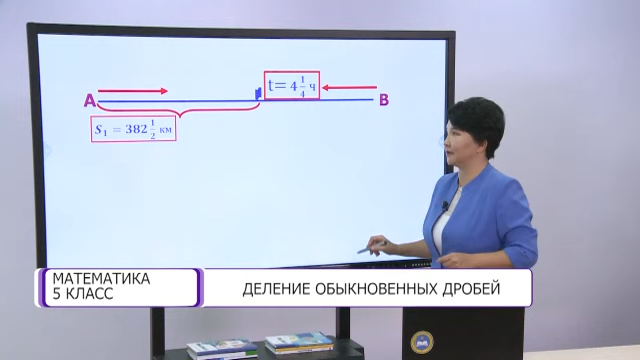 t= 4 1/4 ч
А
В
S₁ = 382 1/2 км
МАТЕМАТИКА
5 КЛАСС
ДЕЛЕНИЕ ОБЫКНОВЕННЫХ ДРОБЕЙ